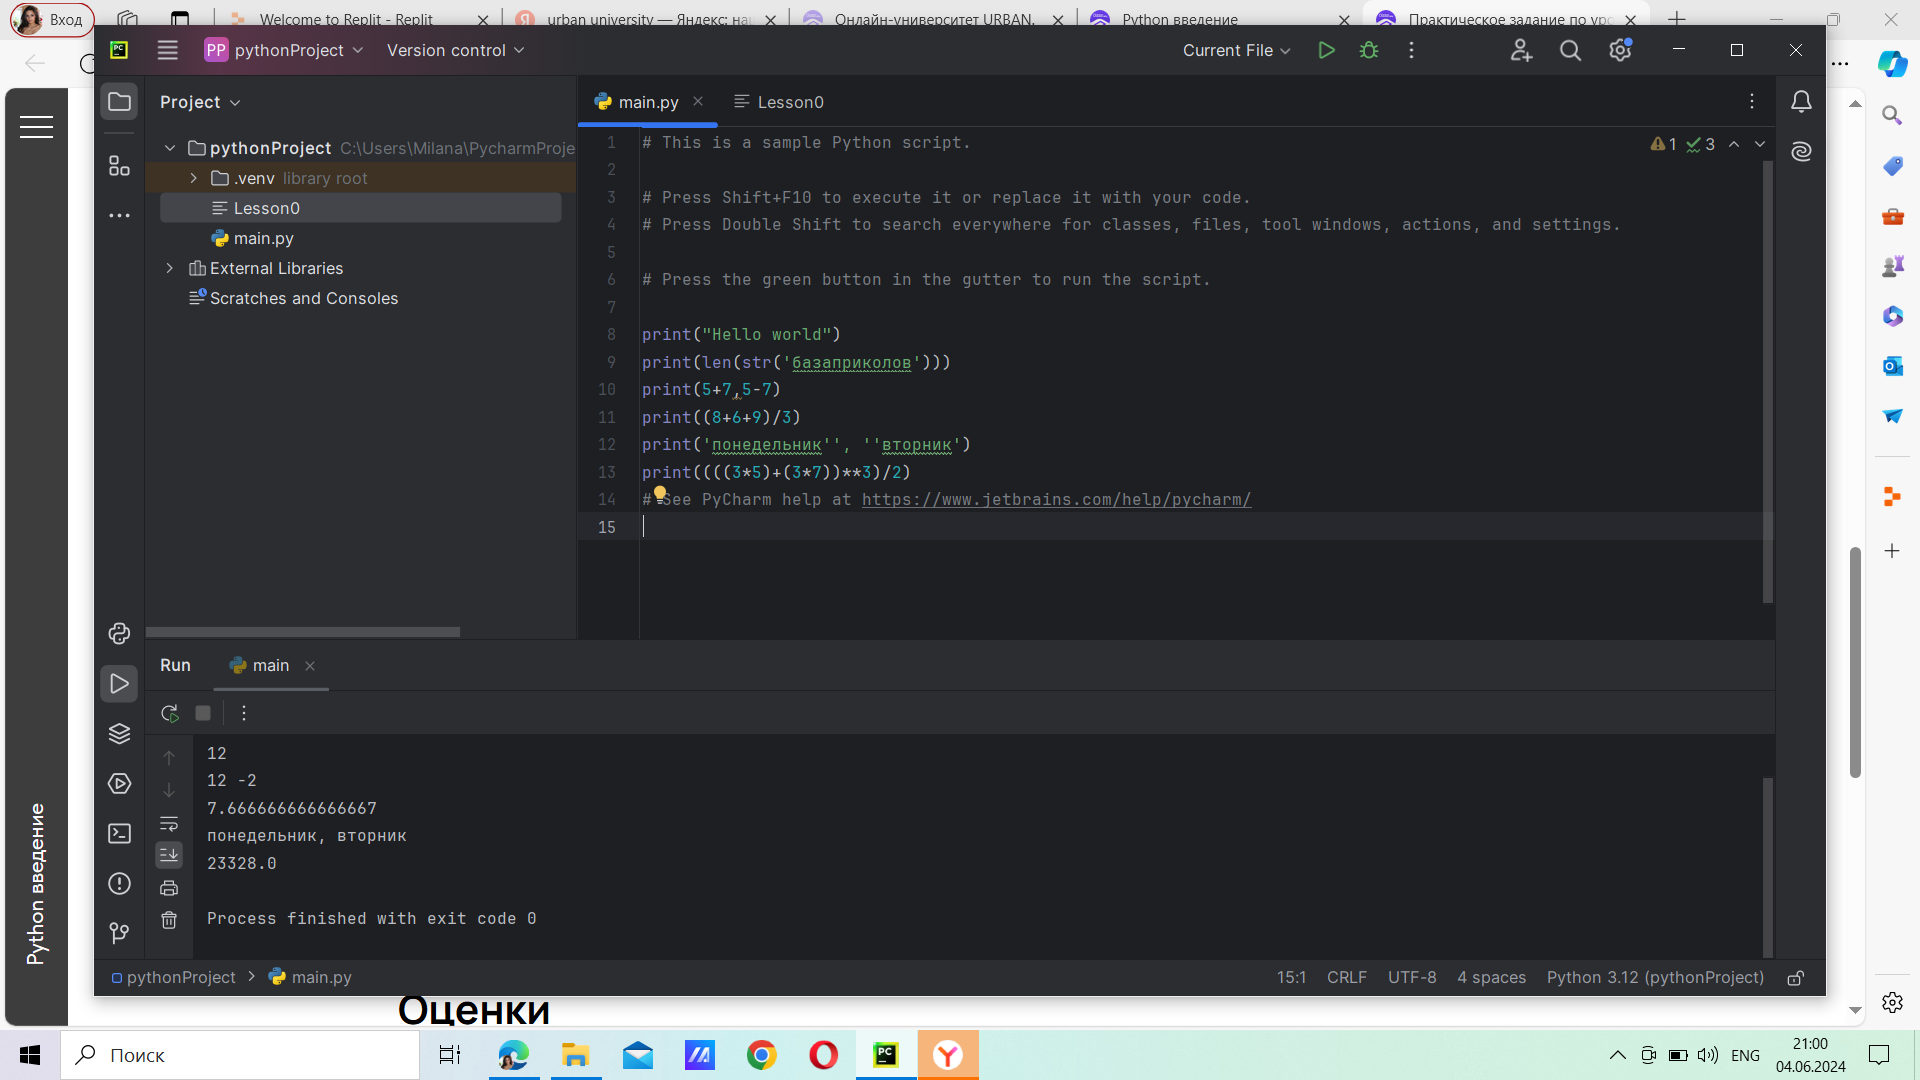 Вход
Welcome to Replit - Replit
urban university — Яндекс: наш
Онлайн-университет URBAN.
Python введение
Практическое задание по уро
PC
PP pythonProject
Version control
Current File
Project
main.py
Lesson0
pythonProject C:\Users\Milana\PycharmProje
.venv library root
Lesson0
main.py
External Libraries
Scratches and Consoles
1 3
1 # This is a sample Python script.
2
3 # Press Shift+F10 to execute it or replace it with your code.
4 # Press Double Shift to search everywhere for classes, files, tool windows, actions, and settings.
5
6 # Press the green button in the gutter to run the script.
7
8 print("Hello world")
9 print(len(str('базаприколов')))
10 print(5+7,5-7)
11 print((8+6+9)/3)
12 print('понедельник'', ''вторник')
13 print((((3*5)+(3*7))**3)/2)
14 # See PyCharm help at https://www.jetbrains.com/help/pycharm/
15
Run
main
12
12 -2
7.666666666666667
понедельник, вторник
23328.0
Process finished with exit code 0
Python введение
pythonProject > main.py
15:1 CRLF UTF-8 4 spaces Python 3.12 (pythonProject)
Оценки
Поиск
PC
ENG
21:00
04.06.2024